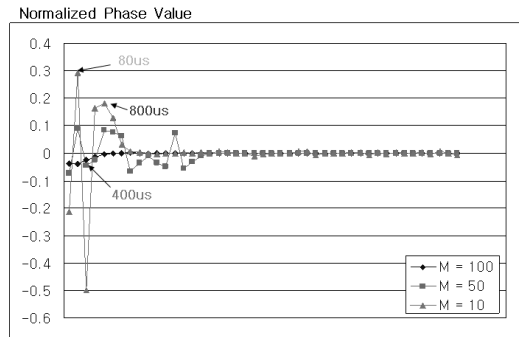 Normalized Phase Value
0.4
0.3
0.2
0.1
0
-0.1
-0.2
-0.3
-0.4
-0.5
-0.6
80us
800us
400us
M = 100
M = 50
M = 10